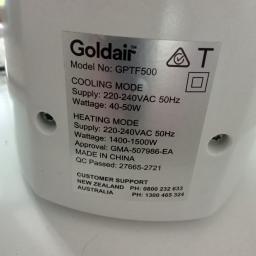 Goldair™
T
Model No: GPTF500
COOLING MODE
Supply: 220-240VAC 50Hz
Wattage: 40-50W
HEATING MODE
Supply: 220-240VAC 50Hz
Wattage: 1400-1500W
Approval: GMA-507986-EA
MADE IN CHINA
QC Passed: 27665-2721
CUSTOMER SUPPORT
NEW ZEALAND PH: 0800 232 633
AUSTRALIA PH: 1300 465 324